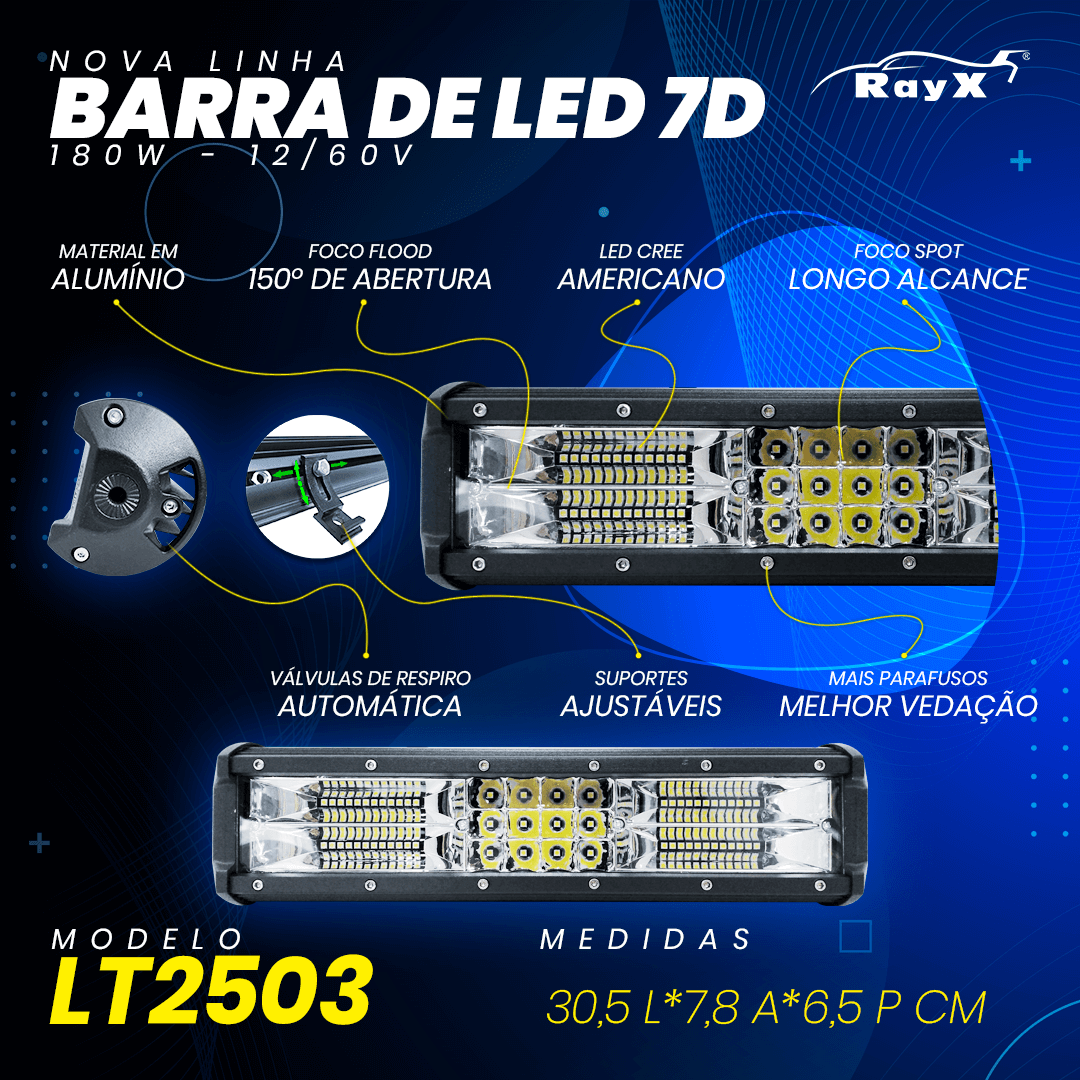 NOVA LINHA
BARRA DE LED 7D
180W - 12/60V
RayX®
MATERIAL EM
ALUMÍNIO
FOCO FLOOD
150º DE ABERTURA
LED CREE
AMERICANO
FOCO SPOT
LONGO ALCANCE
VÁLVULAS DE RESPIRO
AUTOMÁTICA
SUPORTES
AJUSTÁVEIS
MAIS PARAFUSOS
MELHOR VEDAÇÃO
MODELO
LT2503
MEDIDAS
30,5 L*7,8 A*6,5 P CM